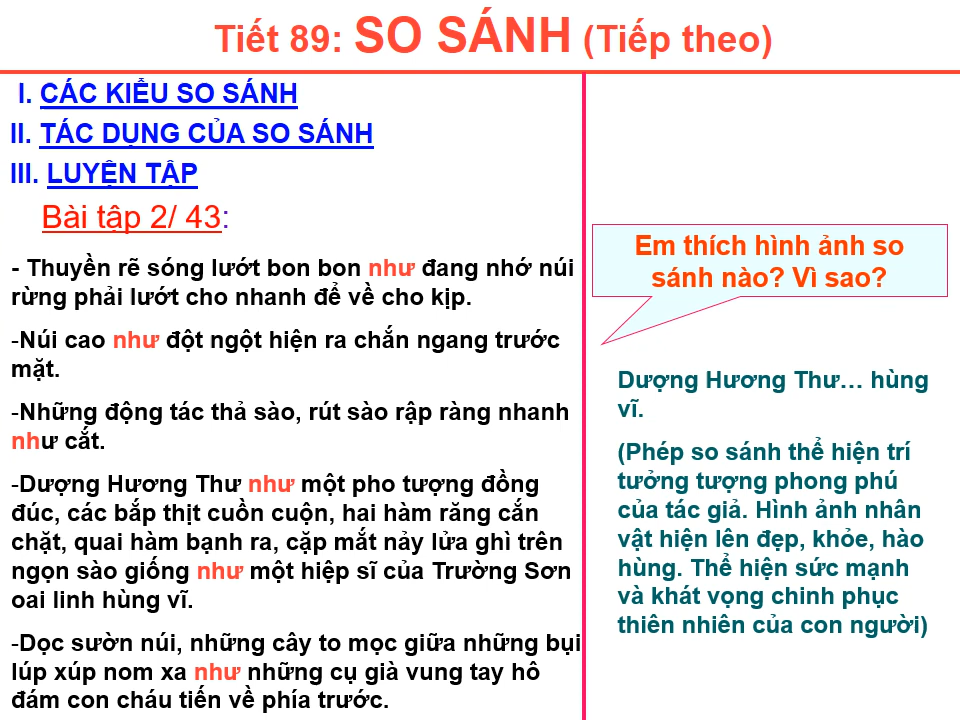 Tiết 89: SO SÁNH (Tiếp theo)
I. CÁC KIỂU SO SÁNH
II. TÁC DỤNG CỦA SO SÁNH
III. LUYỆN TẬP
Bài tập 2/ 43:
- Thuyền rẽ sóng lướt bon bon như đang nhớ núi
rừng phải lướt cho nhanh để về cho kịp.
-Núi cao như đột ngột hiện ra chắn ngang trước
mặt.
-Những động tác thả sào, rút sào rập ràng nhanh
như cắt.
-Dượng Hương Thư như một pho tượng đồng
đúc, các bắp thịt cuồn cuộn, hai hàm răng cắn
chặt, quai hàm bạnh ra, cặp mắt nảy lửa ghì trên
ngọn sào giống như một hiệp sĩ của Trường Sơn
oai linh hùng vĩ.
-Dọc sườn núi, những cây to mọc giữa những bụi
lúp xúp nom xa như những cụ già vung tay hô
đám con cháu tiến về phía trước.
Em thích hình ảnh so
sánh nào? Vì sao?
Dượng Hương Thư… hùng
vĩ.
(Phép so sánh thể hiện trí
tưởng tượng phong phú
của tác giả. Hình ảnh nhân
vật hiện lên đẹp, khỏe, hào
hùng. Thể hiện sức mạnh
và khát vọng chinh phục
thiên nhiên của con người)